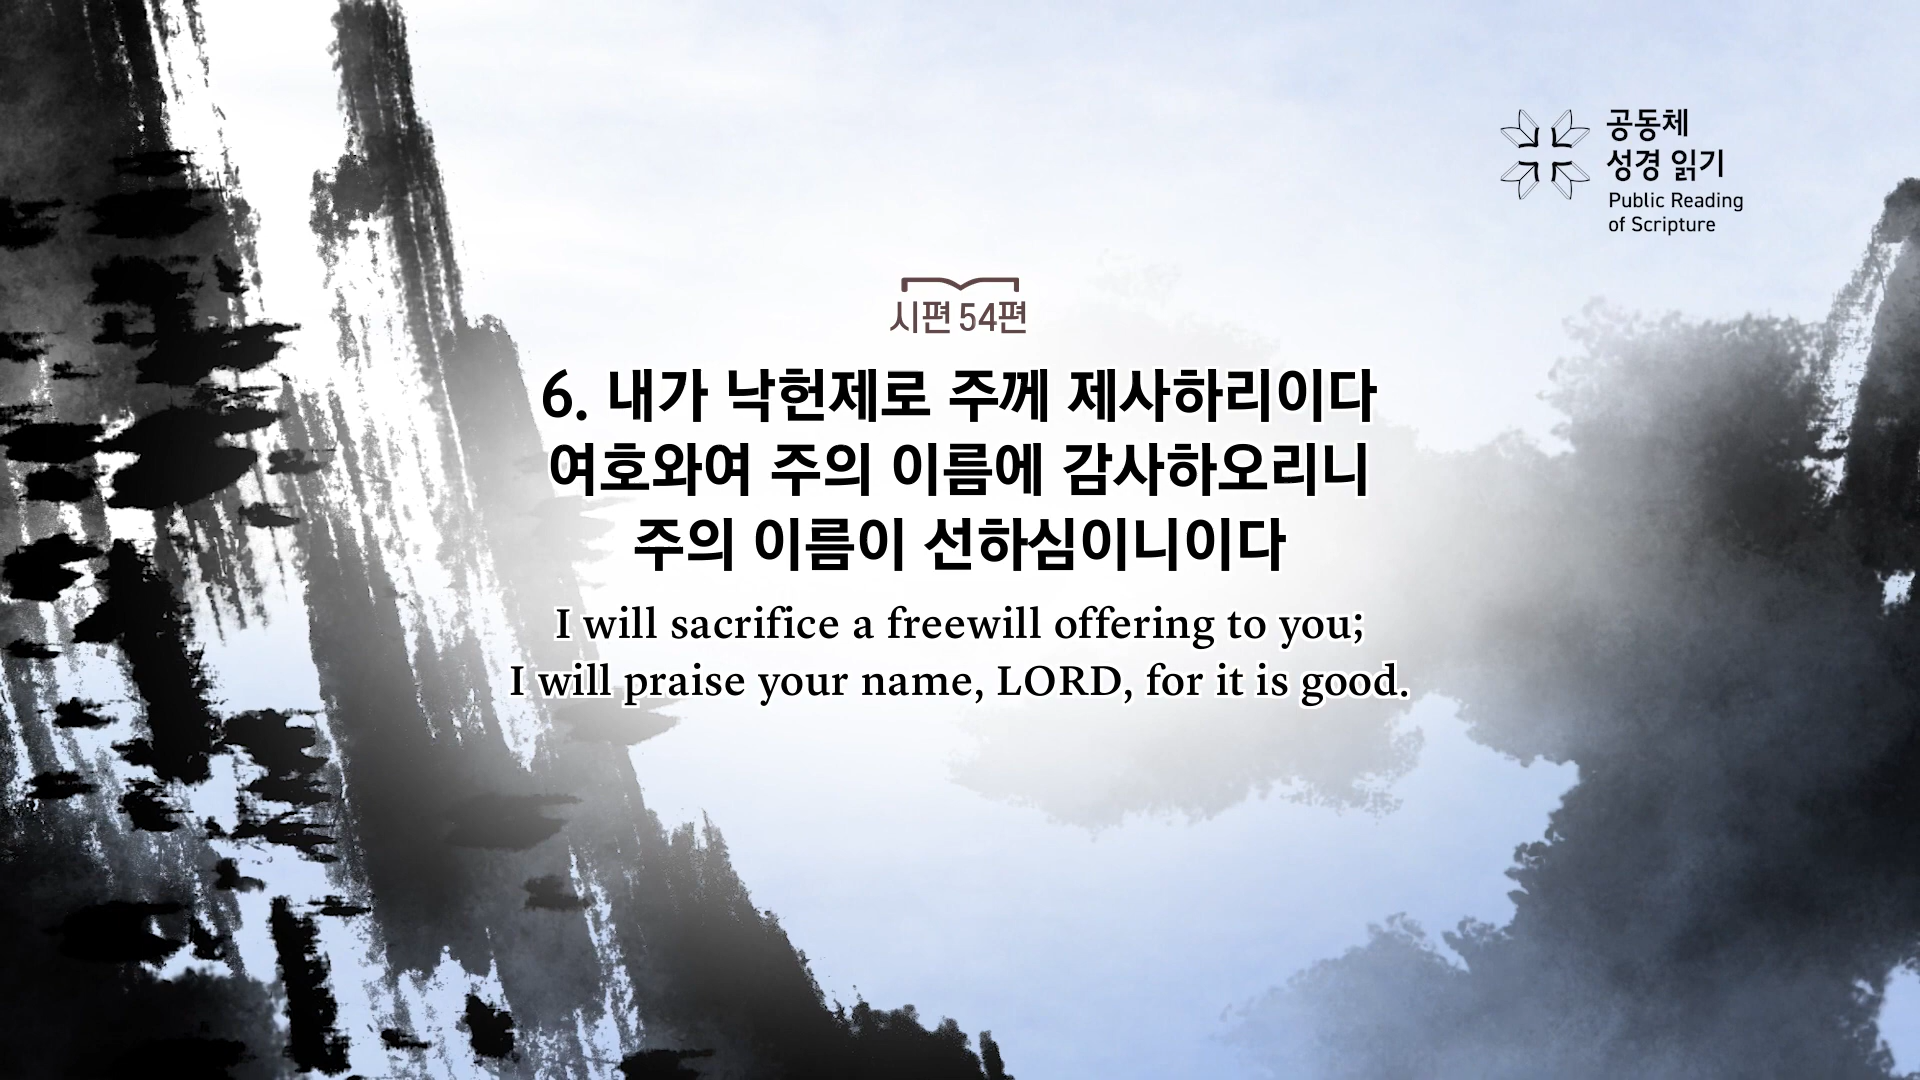 공동체
성경 읽기
Public Reading
of Scripture
시편 54편
6. 내가 낙헌제로 주께 제사하리이다
여호와여 주의 이름에 감사하오리니
주의 이름이 선하심이니이다
I will sacrifice a freewill offering to you;
I will praise your name, LORD, for it is good.